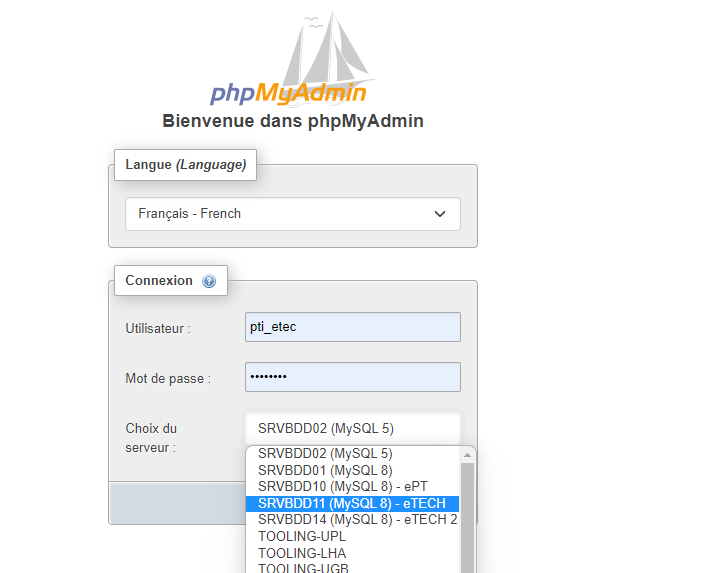 phpMyAdmin
Bienvenue dans phpMyAdmin
Langue (Language)
Français - French
Connexion
Utilisateur :
pti_etec
Mot de passe :
••••••••
Choix du
serveur :
SRVBDD02 (MySQL 5)
SRVBDD02 (MySQL 5)
SRVBDD01 (MySQL 8)
SRVBDD10 (MySQL 8) - ePT
SRVBDD11 (MySQL 8) - eTECH
SRVBDD14 (MySQL 8) - eTECH 2
TOOLING-UPL
TOOLING-LHA
TOOLING-UGB